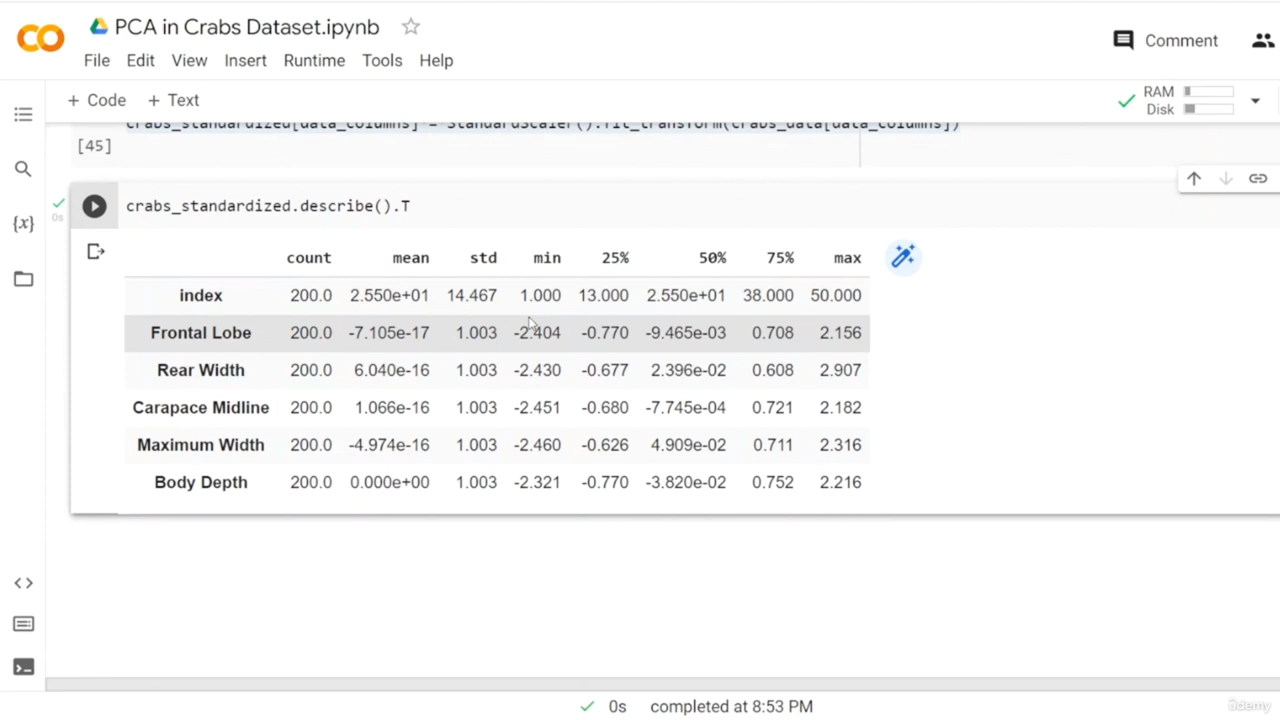 PCA in Crabs Dataset.ipynb
Comment
File Edit View Insert Runtime Tools Help
+ Code + Text
RAM
Disk
crabs_standardized[data_columns] = StandardScaler().fit_transform(crabs_data[data_columns])
[45]
{x}
0s
crabs_standardized.describe().T
count mean std min 25% 50% 75% max
index 200.0 2.550e+01 14.467 1.000 13.000 2.550e+01 38.000 50.000
Frontal Lobe 200.0 -7.105e-17 1.003 -2.404 -0.770 -9.465e-03 0.708 2.156
Rear Width 200.0 6.040e-16 1.003 -2.430 -0.677 2.396e-02 0.608 2.907
Carapace Midline 200.0 1.066e-16 1.003 -2.451 -0.680 -7.745e-04 0.721 2.182
Maximum Width 200.0 -4.974e-16 1.003 -2.460 -0.626 4.909e-02 0.711 2.316
Body Depth 200.0 0.000e+00 1.003 -2.321 -0.770 -3.820e-02 0.752 2.216
0s completed at 8:53 PM
Udemy